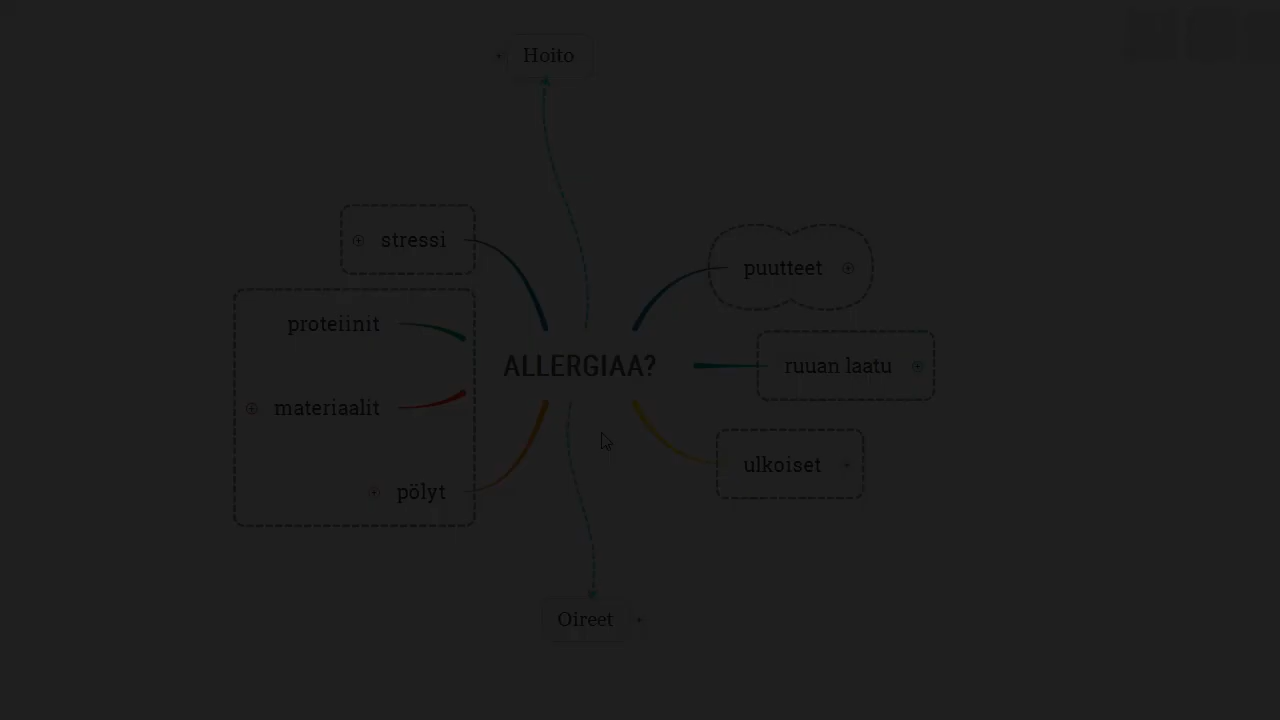 Hoito
stressi
puutteet
proteiinit
ALLERGIAA?
ruuan laatu
materiaalit
ulkoiset
pölyt
Oireet